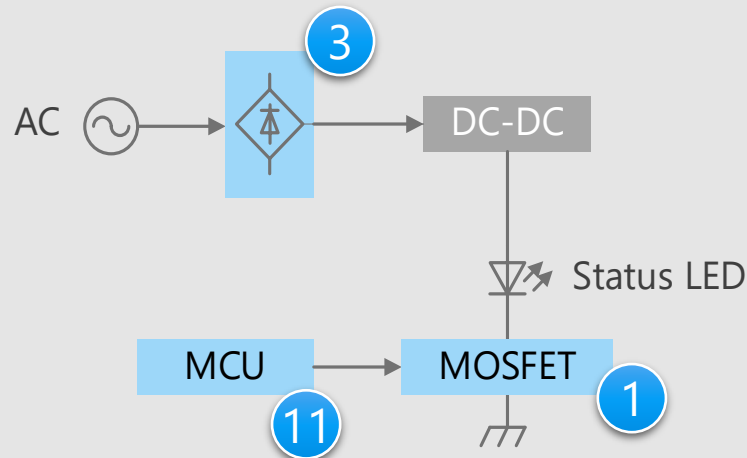 3
AC
DC-DC
Status LED
MCU
MOSFET
11
1